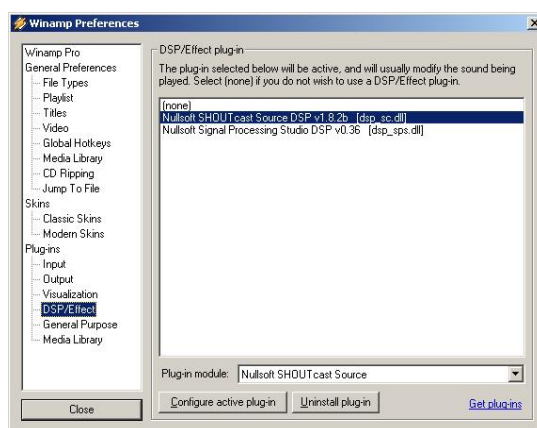 Winamp Preferences
Winamp Pro
General Preferences
File Types
Playlist
Titles
Video
Global Hotkeys
Media Library
CD Ripping
Jump To File
Skins
Classic Skins
Modern Skins
Plug-ins
Input
Output
Visualization
DSP/Effect
General Purpose
Media Library
Close
DSP/Effect plug-in
The plug-in selected below will be active, and will usually modify the sound being
played. Select (none) if you do not wish to use a DSP/Effect plug-in.
(none)
Nullsoft SHOUTcast Source DSP v1.8.2b [dsp_sc.dll]
Nullsoft Signal Processing Studio DSP v0.36 [dsp_sps.dll]
Plug-in module: Nullsoft SHOUTcast Source
Configure active plug-in Uninstall plug-in Get plug-ins